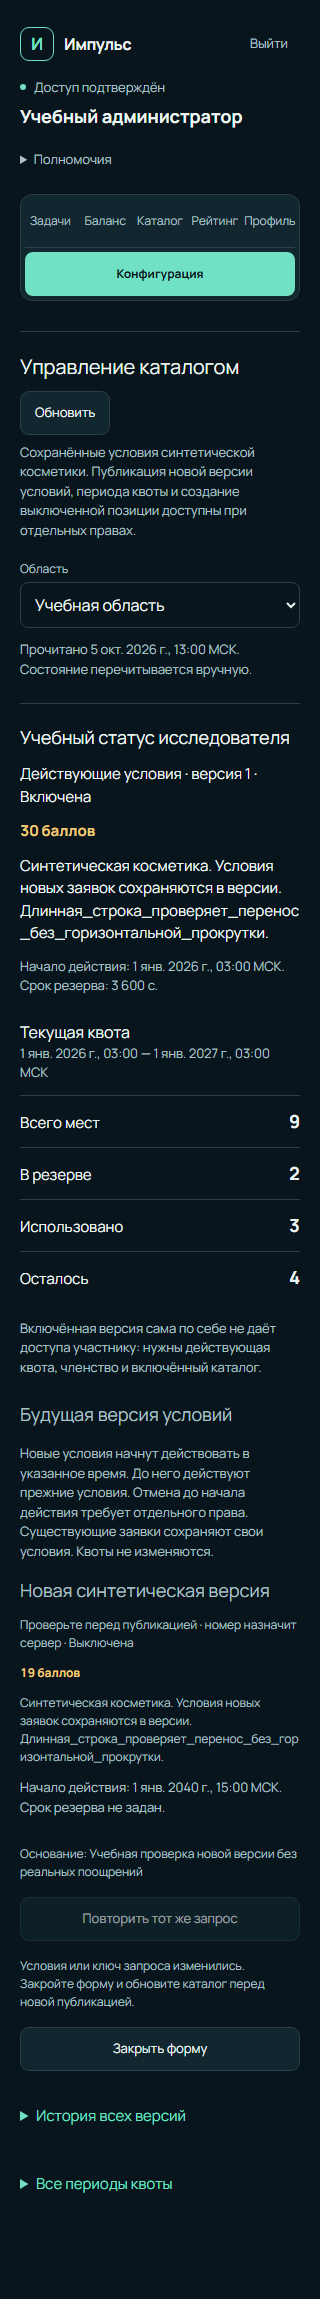 И Импульс Выйти
Доступ подтверждён
Учебный администратор
Полномочия
Задачи Баланс Каталог Рейтинг Профиль
Конфигурация
Управление каталогом
Обновить
Сохранённые условия синтетической
косметики. Публикация новой версии
условий, периода квоты и создание
выключенной позиции доступны при
отдельных правах.
Область
Учебная область
Прочитано 5 окт. 2026 г., 13:00 МСК.
Состояние перечитывается вручную.
Учебный статус исследователя
Действующие условия · версия 1 ·
Включена
30 баллов
Синтетическая косметика. Условия
новых заявок сохраняются в версии.
Длинная_строка_проверяет_перенос
_без_горизонтальной_прокрутки.
Начало действия: 1 янв. 2026 г., 03:00 МСК.
Срок резерва: 3 600 с.
Текущая квота
1 янв. 2026 г., 03:00 — 1 янв. 2027 г., 03:00
МСК
Всего мест 9
В резерве 2
Использовано 3
Осталось 4
Включённая версия сама по себе не даёт
доступа участнику: нужны действующая
квота, членство и включённый каталог.
Будущая версия условий
Новые условия начнут действовать в
указанное время. До него действуют
прежние условия. Отмена до начала
действия требует отдельного права.
Существующие заявки сохраняют свои
условия. Квоты не изменяются.
Новая синтетическая версия
Проверьте перед публикацией · номер назначит
сервер · Выключена
19 баллов
Синтетическая косметика. Условия новых
заявок сохраняются в версии.
Длинная_строка_проверяет_перенос_без_гор
изонтальной_прокрутки.
Начало действия: 1 янв. 2040 г., 15:00 МСК.
Срок резерва не задан.
Основание: Учебная проверка новой версии без
реальных поощрений
Повторить тот же запрос
Условия или ключ запроса изменились.
Закройте форму и обновите каталог перед
новой публикацией.
Закрыть форму
История всех версий
Все периоды квоты